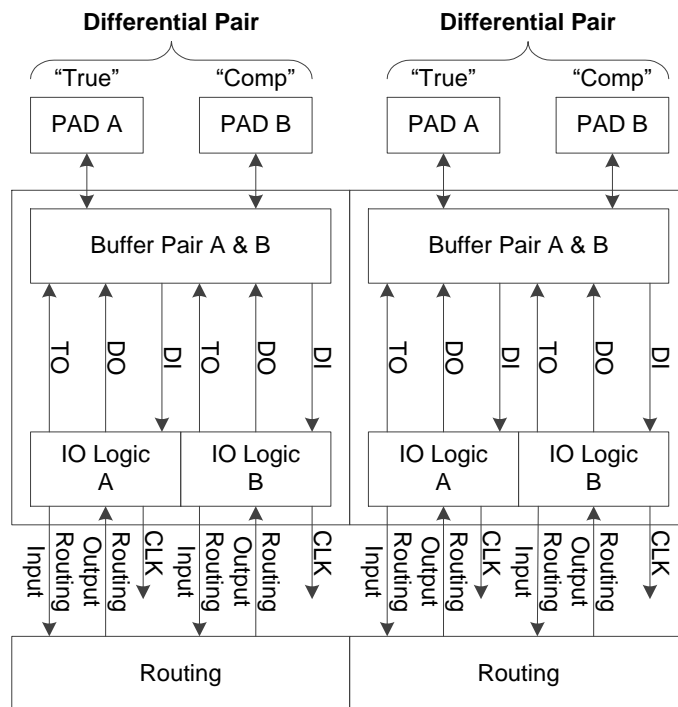 Differential Pair
Differential Pair
“True”
“Comp”
“True”
“Comp”
PAD A
PAD B
PAD A
PAD B
Buffer Pair A & B
Buffer Pair A & B
TO
DO
DI
TO
DO
DI
TO
DO
DI
TO
DO
DI
IO Logic
A
IO Logic
B
IO Logic
A
IO Logic
B
Routing
Input
Routing
Output
CLK
Routing
Input
Routing
Output
CLK
Routing
Input
Routing
Output
CLK
Routing
Input
Routing
Output
CLK
Routing
Routing